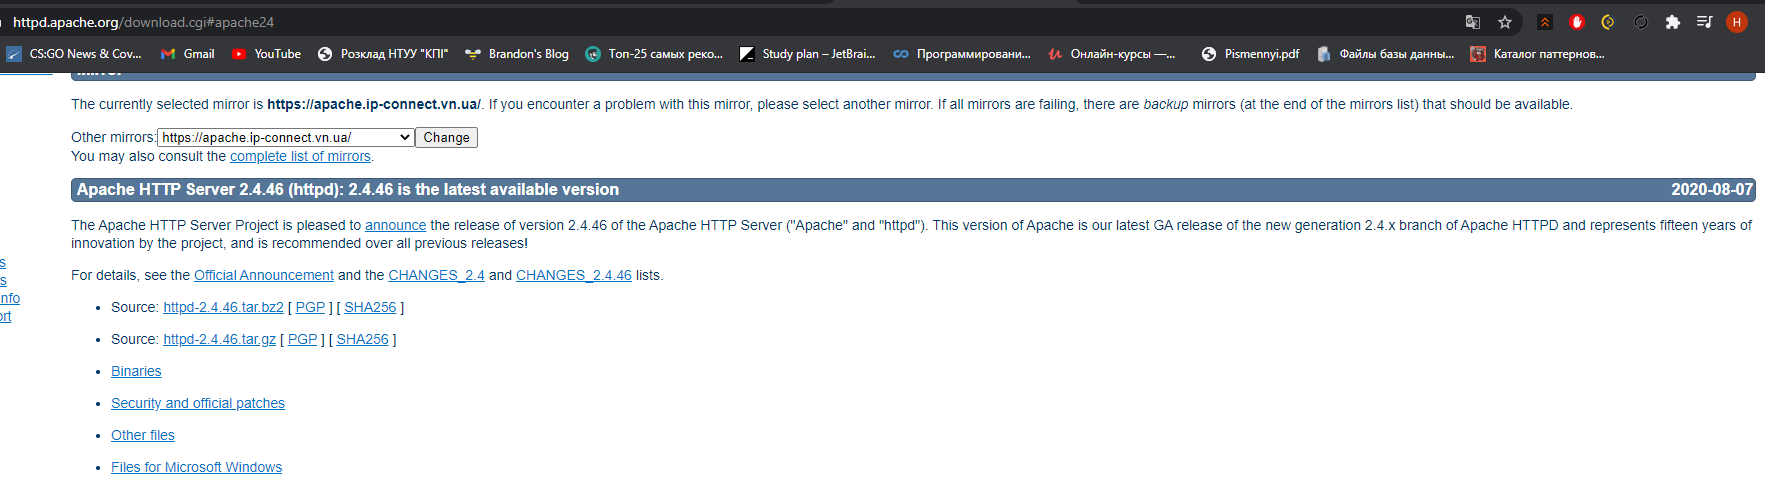 httpd.apache.org/download.cgi#apache24
H
CS:GO News & Cov... Gmail YouTube Розклад НТУУ "КПІ" Brandon's Blog Топ-25 самых реко... Study plan – JetBrai... Программировани... Онлайн-курсы —... Pismennyi.pdf Файлы базы данны... Каталог паттернов...
Mirror
The currently selected mirror is https://apache.ip-connect.vn.ua/. If you encounter a problem with this mirror, please select another mirror. If all mirrors are failing, there are backup mirrors (at the end of the mirrors list) that should be available.
Other mirrors: https://apache.ip-connect.vn.ua/ Change
You may also consult the complete list of mirrors.
Apache HTTP Server 2.4.46 (httpd): 2.4.46 is the latest available version 2020-08-07
The Apache HTTP Server Project is pleased to announce the release of version 2.4.46 of the Apache HTTP Server ("Apache" and "httpd"). This version of Apache is our latest GA release of the new generation 2.4.x branch of Apache HTTPD and represents fifteen years of
innovation by the project, and is recommended over all previous releases!
For details, see the Official Announcement and the CHANGES_2.4 and CHANGES_2.4.46 lists.
• Source: httpd-2.4.46.tar.bz2 [ PGP ] [ SHA256 ]
• Source: httpd-2.4.46.tar.gz [ PGP ] [ SHA256 ]
• Binaries
• Security and official patches
• Other files
• Files for Microsoft Windows